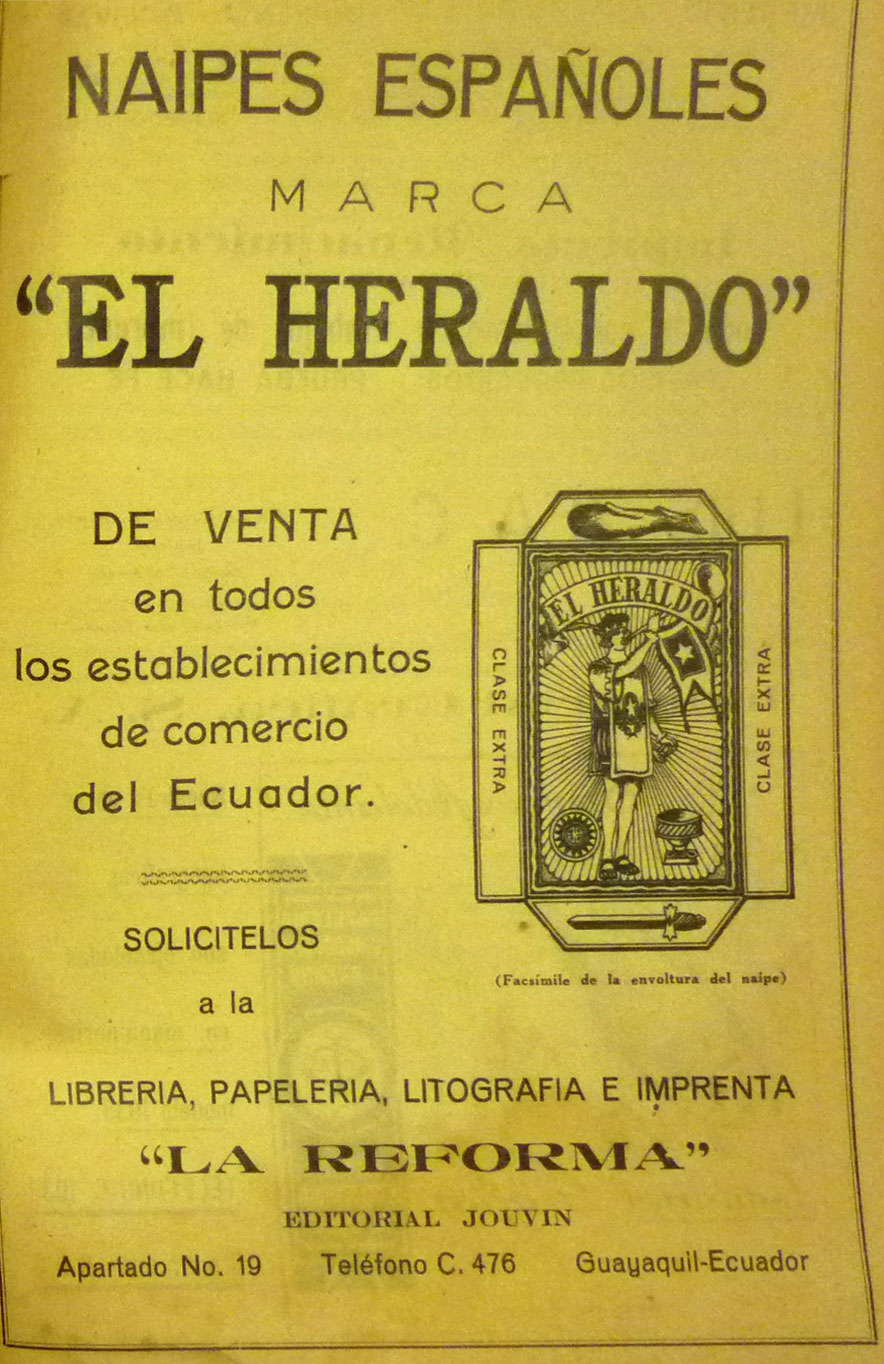 NAIPES ESPAÑOLES
MARCA
“EL HERALDO”
DE VENTA
en todos
los establecimientos
de comercio
del Ecuador.
EL HERALDO
CLASE EXTRA
CLASE EXTRA
(Facsímile de la envoltura del naipe)
SOLICITELOS
a la
LIBRERIA, PAPELERIA, LITOGRAFIA E IMPRENTA
“LA REFORMA”
EDITORIAL JOUVIN
Apartado No. 19 Teléfono C. 476 Guayaquil-Ecuador